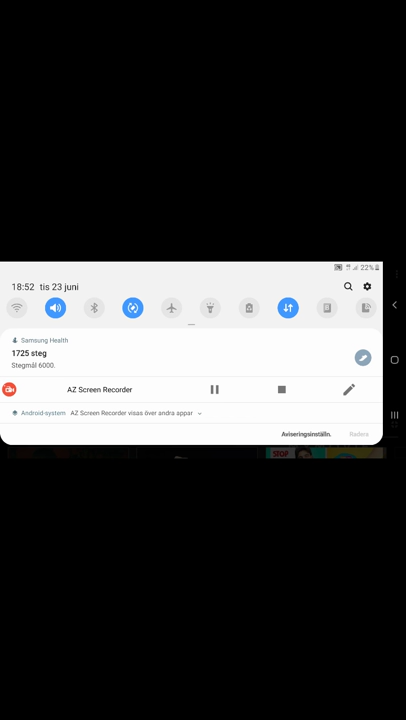 22%
18:52 tis 23 juni
Samsung Health
1725 steg
Stegmål 6000.
AZ Screen Recorder
Android-system AZ Screen Recorder visas över andra appar
Aviseringsinställn. Radera
STOP